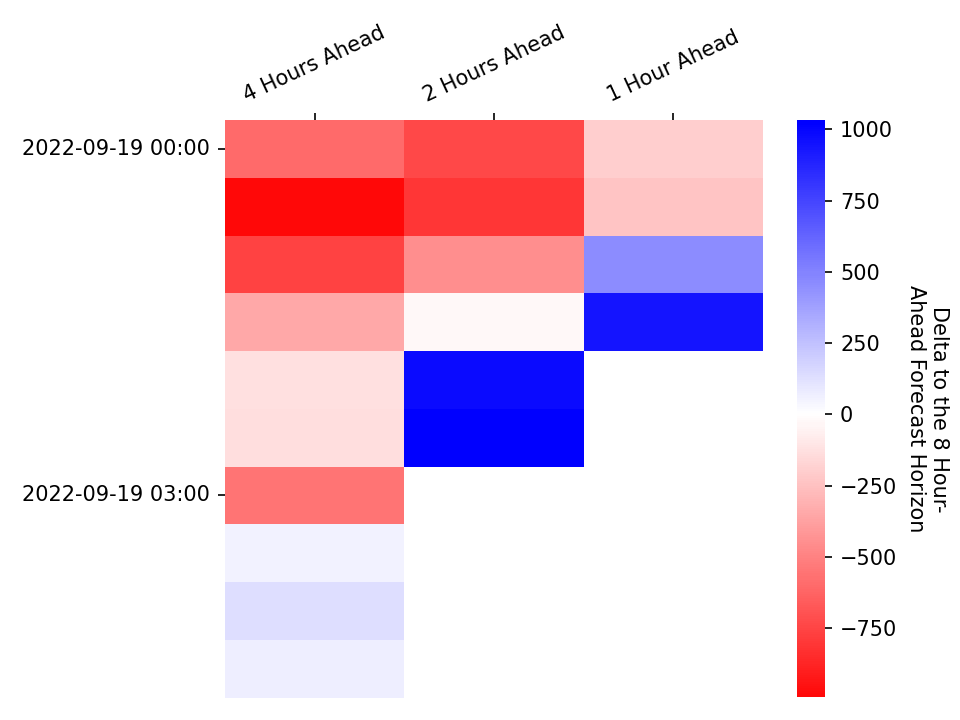 4 Hours Ahead
2 Hours Ahead
1 Hour Ahead
2022-09-19 00:00
2022-09-19 03:00
1000
750
500
250
0
−250
−500
−750
Delta to the 8 Hour-
Ahead Forecast Horizon